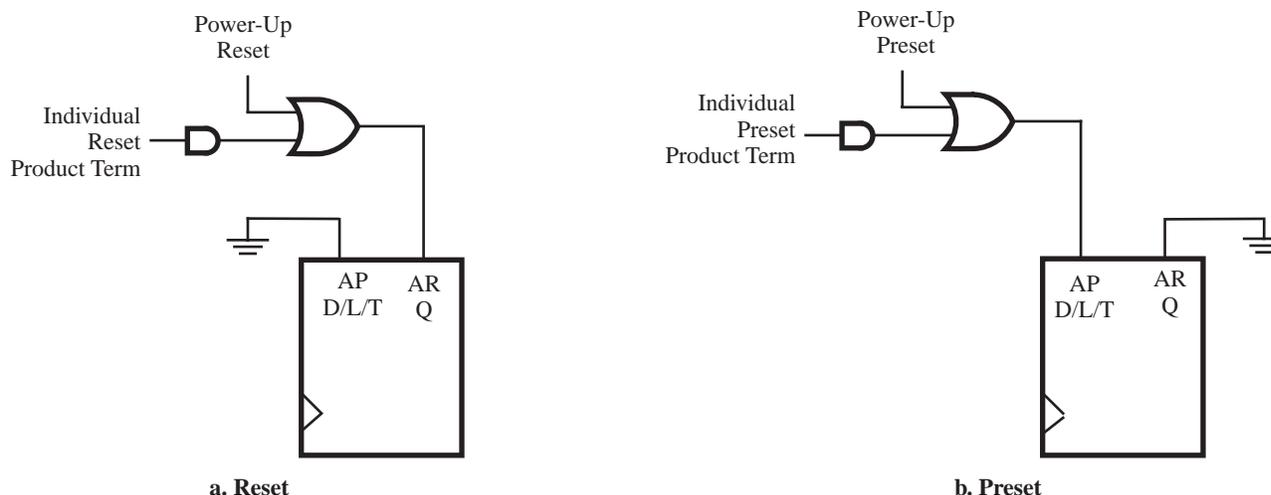 Power-Up
Reset
Individual
Reset
Product Term
AP
AR
D/L/T
Q
a. Reset
Power-Up
Preset
Individual
Preset
Product Term
AP
AR
D/L/T
Q
b. Preset